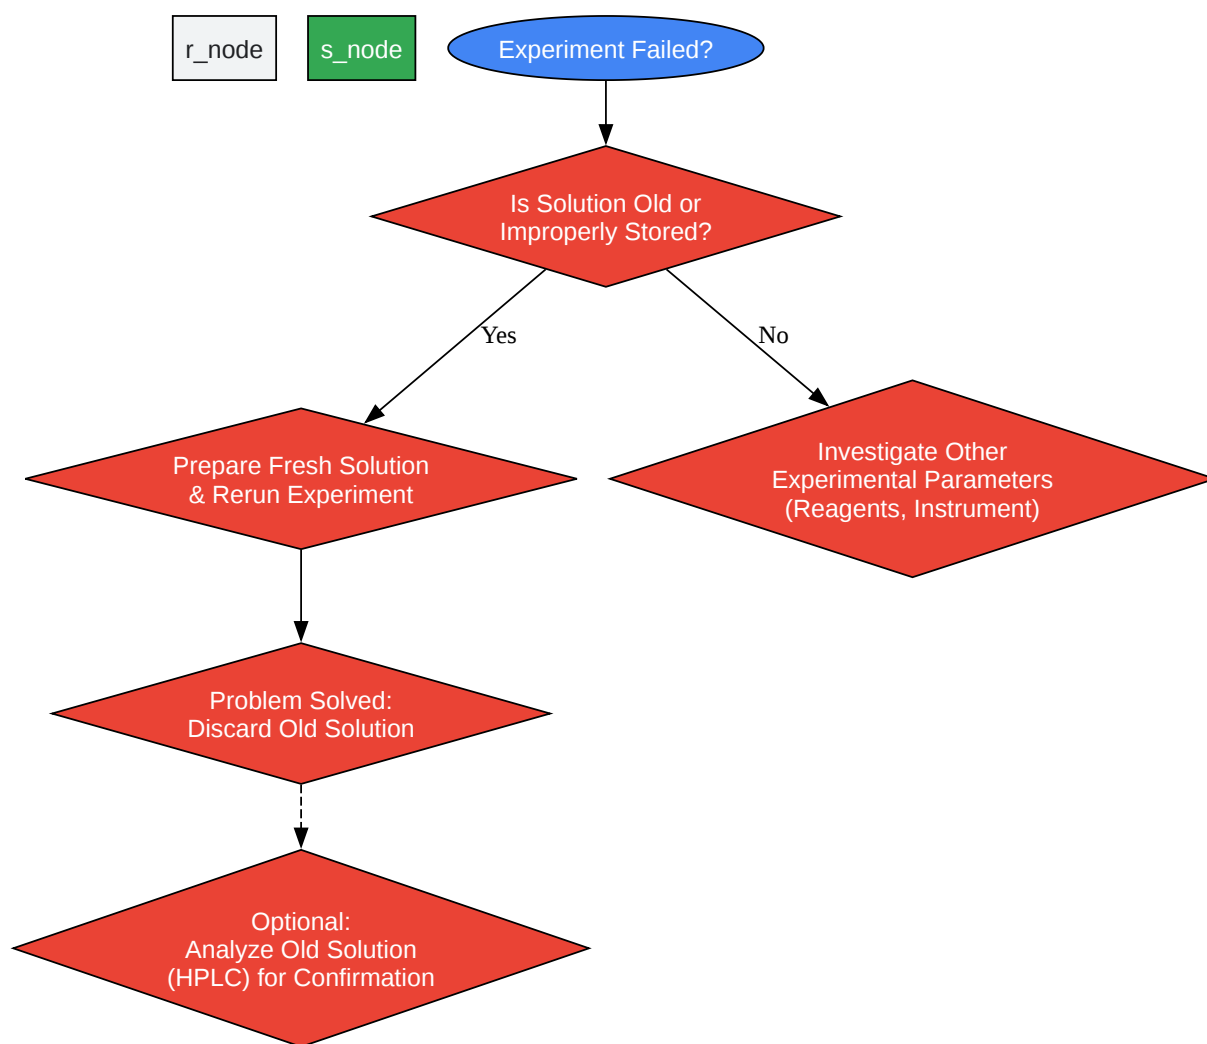 r_node
s_node
Experiment Failed?
Is Solution Old or
Improperly Stored?
Yes
No
Prepare Fresh Solution
& Rerun Experiment
Investigate Other
Experimental Parameters
(Reagents, Instrument)
Problem Solved:
Discard Old Solution
Optional:
Analyze Old Solution
(HPLC) for Confirmation